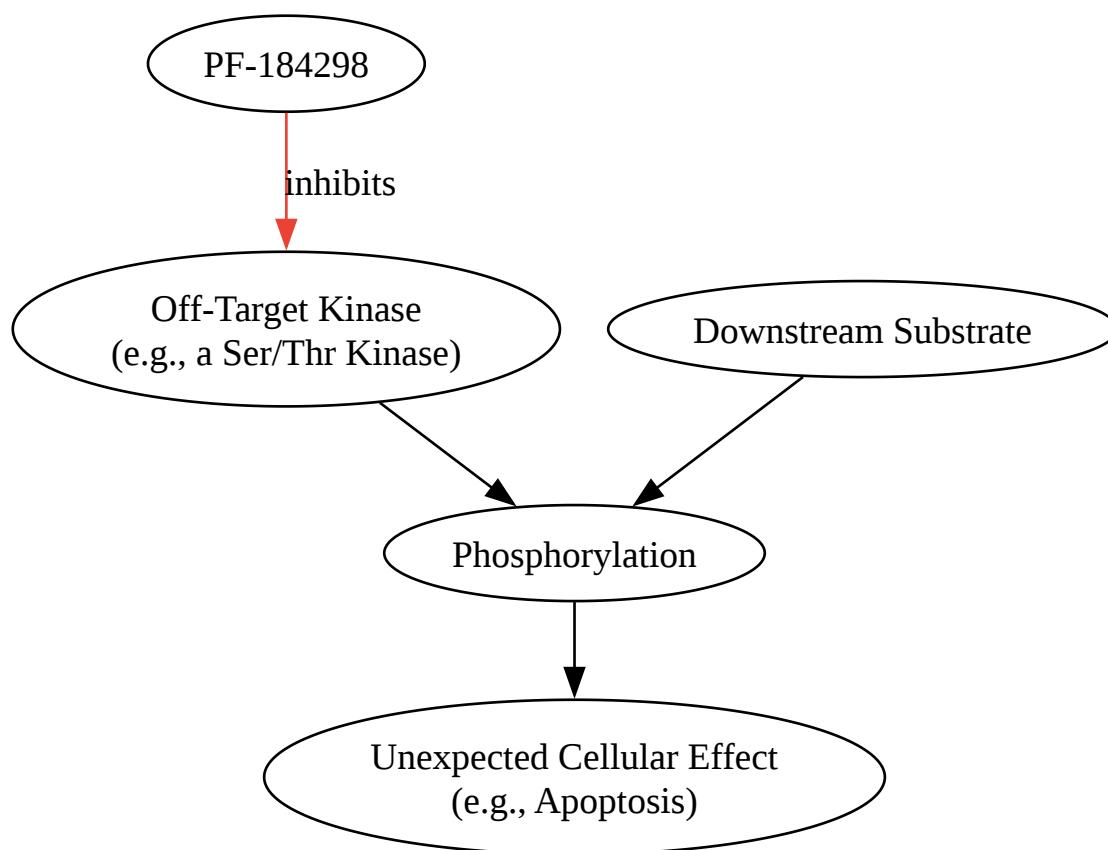 PF-184298
inhibits
Off-Target Kinase
(e.g., a Ser/Thr Kinase)
Downstream Substrate
Phosphorylation
Unexpected Cellular Effect
(e.g., Apoptosis)